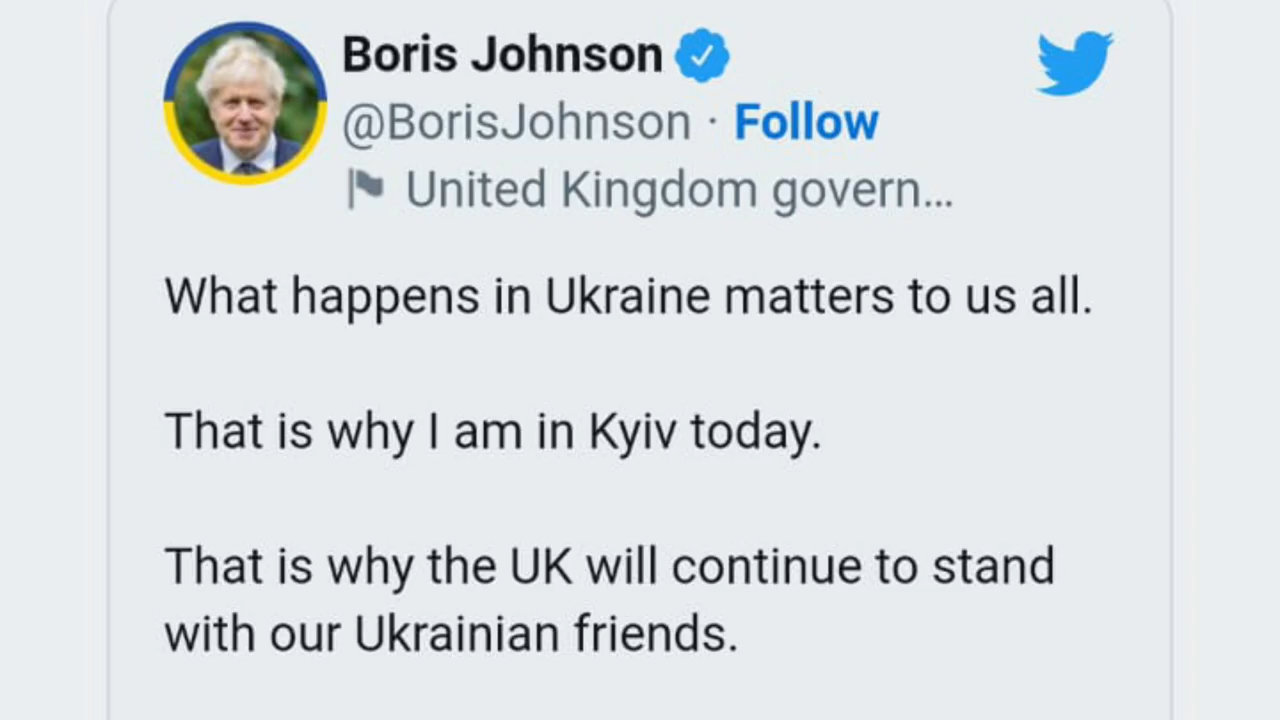 Boris Johnson
@BorisJohnson · Follow
United Kingdom govern...
What happens in Ukraine matters to us all.
That is why I am in Kyiv today.
That is why the UK will continue to stand
with our Ukrainian friends.